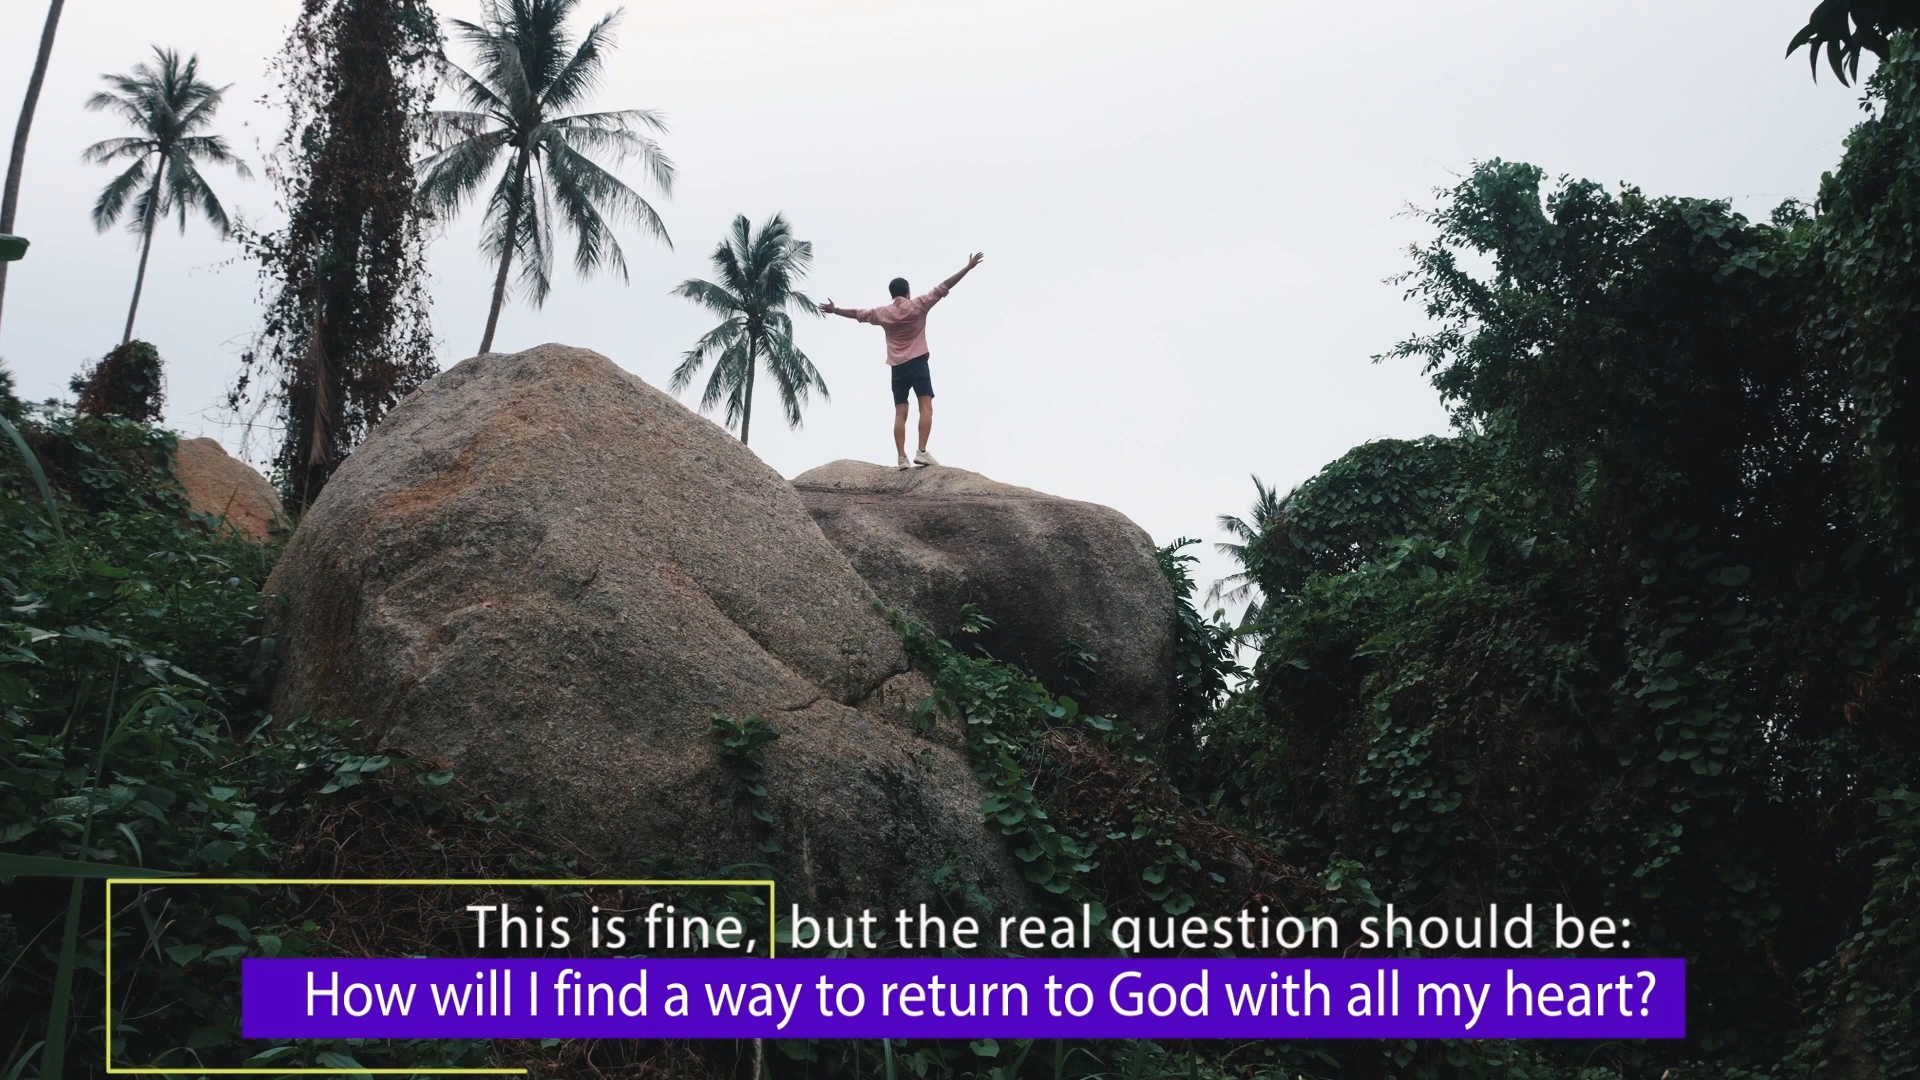 This is fine, but the real question should be:
How will I find a way to return to God with all my heart?